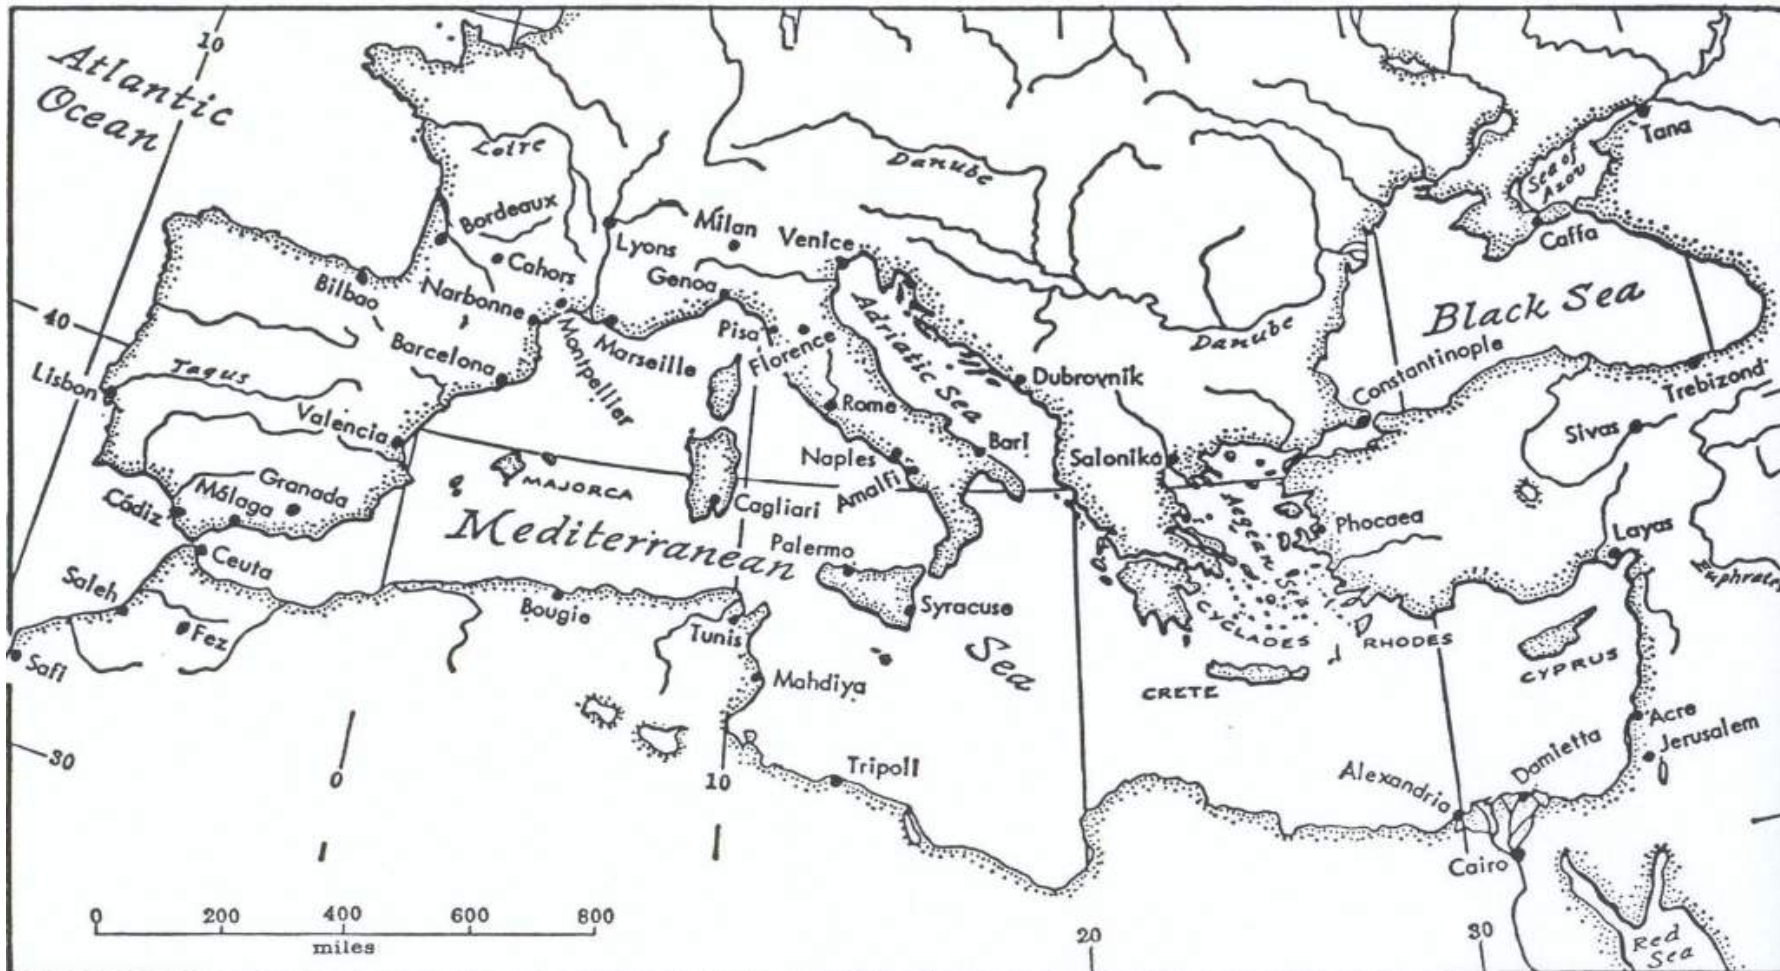 10
Atlantic
Ocean
Loire
Danube
Tana
Sea of
Azov
Bordeaux
Milan
Venice
Lyons
Caffa
Cahors
Genoa
Bilbao
Narbonne
Black Sea
40
Pisa
Adriatic Sea
Danube
Barcelona
Montpellier
Marseille
Florence
Constantinople
Tagus
Lisbon
Dubrovnik
Trebizond
Rome
Valencia
Bari
Sivas
Naples
Salonika
Granada
MAJORCA
Amalfi
Málaga
Cádiz
Cagliari
Aegean Sea
Phocaea
Mediterranean
Palermo
Layas
Ceuta
Saleh
Euphrates
Bougie
Syracuse
CYCLADES
Fez
Tunis
RHODES
Sea
Safi
Mahdiya
CRETE
CYPRUS
Acre
Jerusalem
30
0
10
Tripoli
Damietta
Alexandria
Cairo
0 200 400 600 800
miles
20
30
Red
Sea